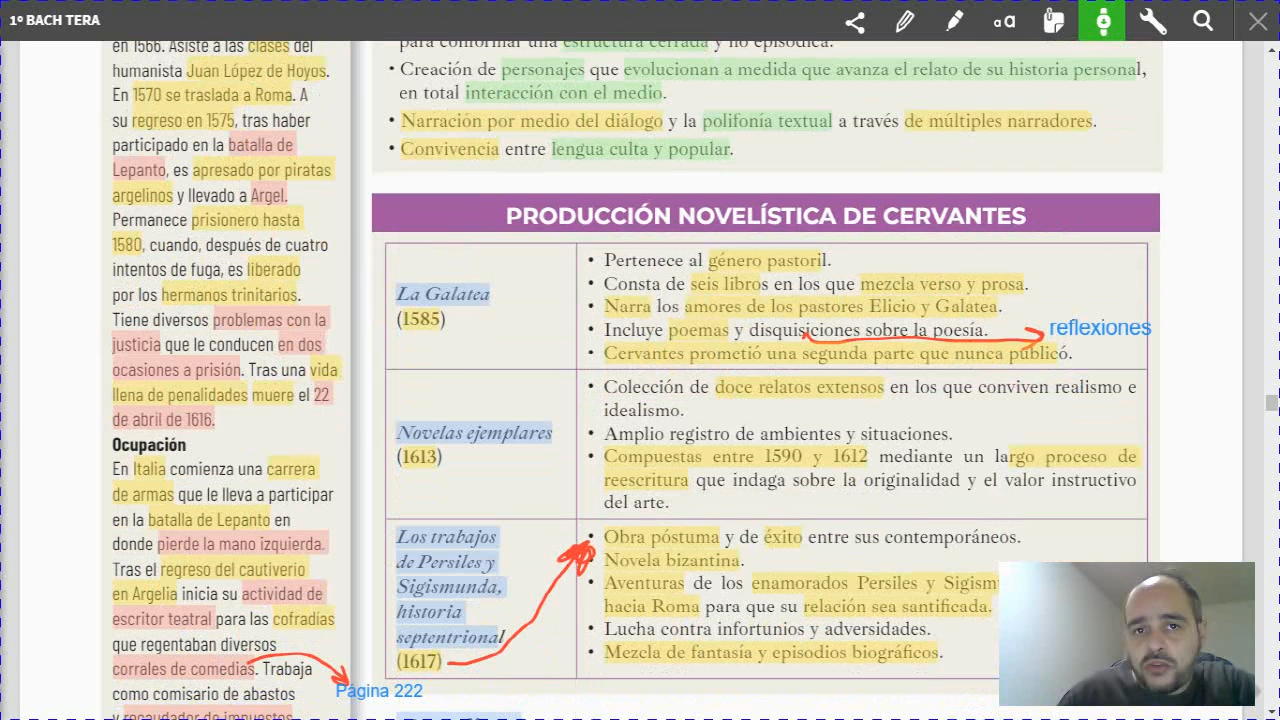 1º BACH TERA
aa
en 1566. Asiste a las clases del
humanista Juan López de Hoyos.
En 1570 se traslada a Roma. A
su regreso en 1575, tras haber
participado en la batalla de
Lepanto, es apresado por piratas
argelinos y llevado a Argel.
Permanece prisionero hasta
1580, cuando, después de cuatro
intentos de fuga, es liberado
por los hermanos trinitarios.
Tiene diversos problemas con la
justicia que le conducen en dos
ocasiones a prisión. Tras una vida
llena de penalidades muere el 22
de abril de 1616.
Ocupación
En Italia comienza una carrera
de armas que le lleva a participar
en la batalla de Lepanto en
donde pierde la mano izquierda.
Tras el regreso del cautiverio
en Argelia inicia su actividad de
escritor teatral para las cofradías
que regentaban diversos
corrales de comedias. Trabaja
como comisario de abastos
y recaudador de impuestos
Página 222
para conformar una estructura cerrada y no episódica.
• Creación de personajes que evolucionan a medida que avanza el relato de su historia personal,
en total interacción con el medio.
• Narración por medio del diálogo y la polifonía textual a través de múltiples narradores.
• Convivencia entre lengua culta y popular.
PRODUCCIÓN NOVELÍSTICA DE CERVANTES
La Galatea
(1585)
• Pertenece al género pastoril.
• Consta de seis libros en los que mezcla verso y prosa.
• Narra los amores de los pastores Elicio y Galatea.
• Incluye poemas y disquisiciones sobre la poesía.
reflexiones
• Cervantes prometió una segunda parte que nunca publicó.
Novelas ejemplares
(1613)
• Colección de doce relatos extensos en los que conviven realismo e
idealismo.
• Amplio registro de ambientes y situaciones.
• Compuestas entre 1590 y 1612 mediante un largo proceso de
reescritura que indaga sobre la originalidad y el valor instructivo
del arte.
Los trabajos
de Persiles y
Sigismunda,
historia
septentrional
(1617)
• Obra póstuma y de éxito entre sus contemporáneos.
• Novela bizantina.
• Aventuras de los enamorados Persiles y
hacia Roma para que su relación sea santificada.
• Lucha contra infortunios y adversidades.
• Mezcla de fantasía y episodios biográficos.